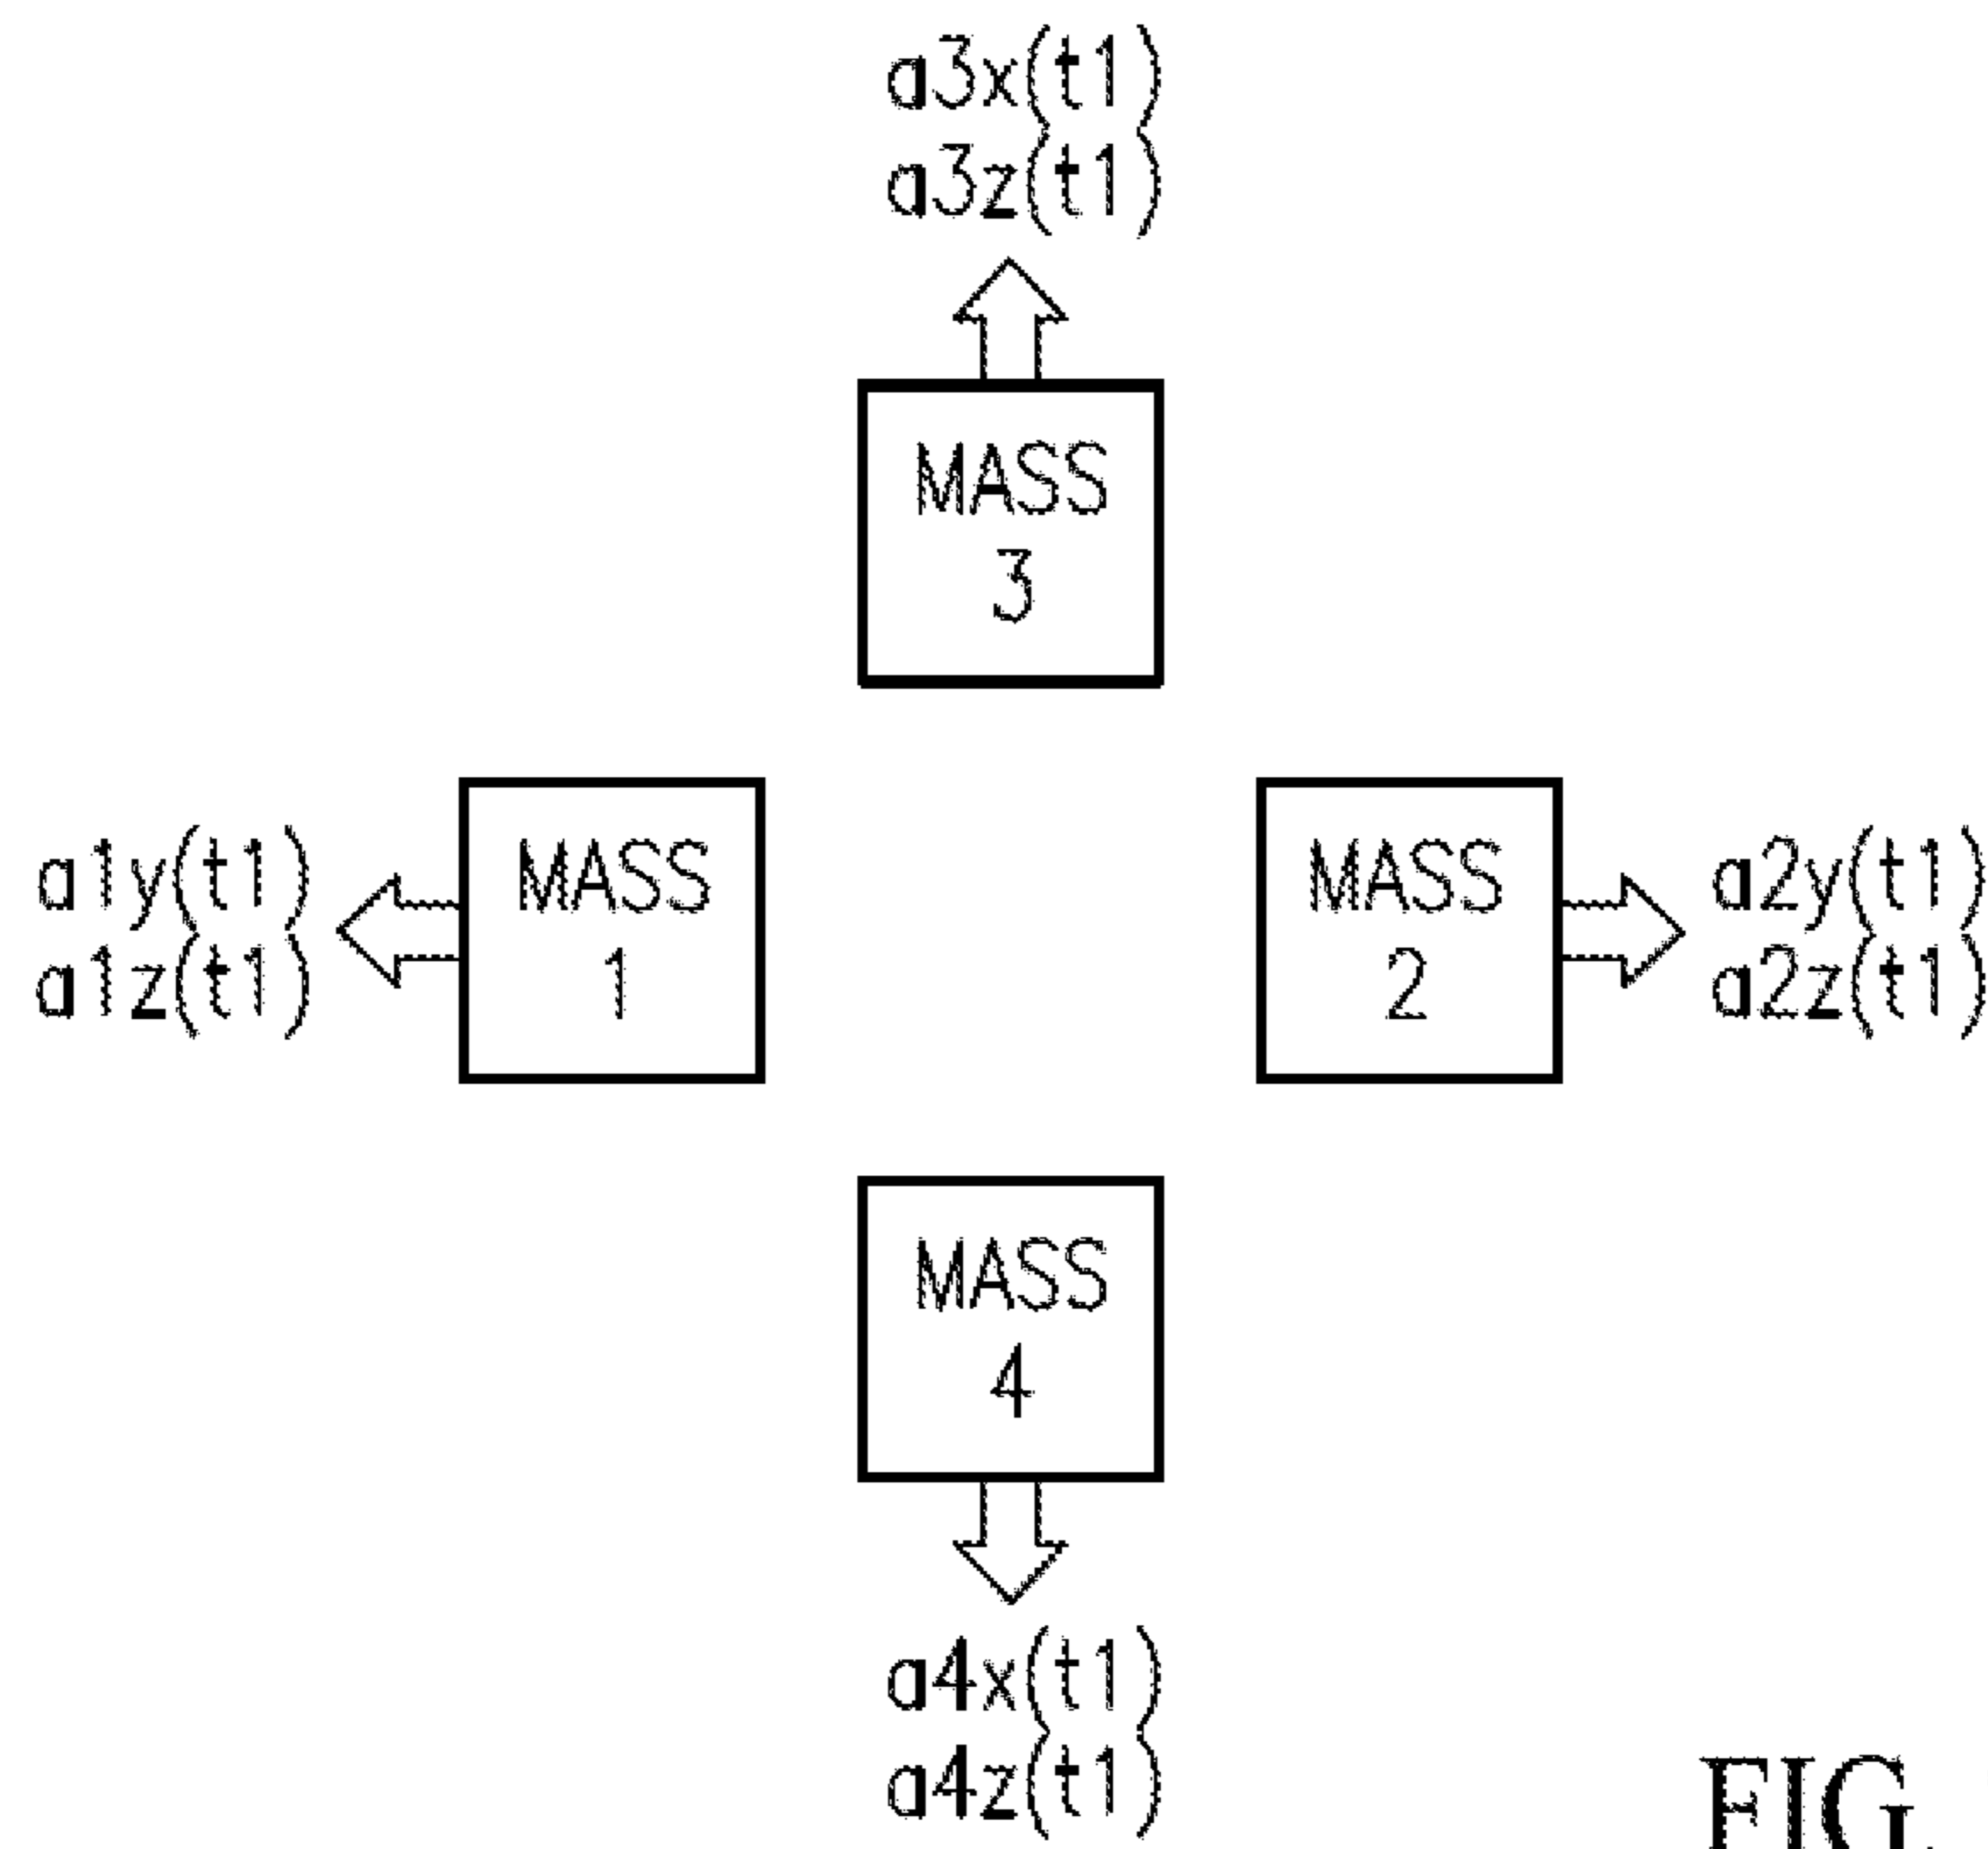 a3x(t1)
a3z(t1)
MASS
3
a1y(t1)
a1z(t1)
MASS
1
MASS
2
a2y(t1)
a2z(t1)
MASS
4
a4x(t1)
a4z(t1)
FIG.